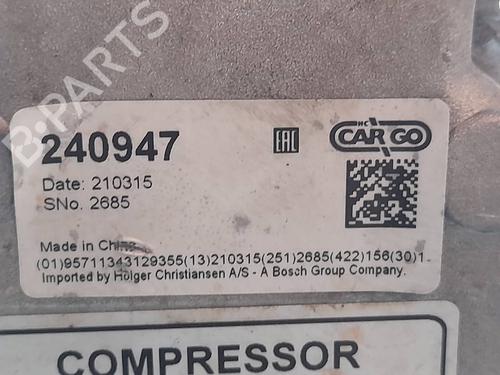 B-PARTS
240947
EAC
HC
CARGO
Date: 210315
SNo. 2685
Made in China
(01)95711343129355(13)210315(251)2685(422)156(30)1
Imported by Holger Christiansen A/S - A Bosch Group Company.
COMPRESSOR